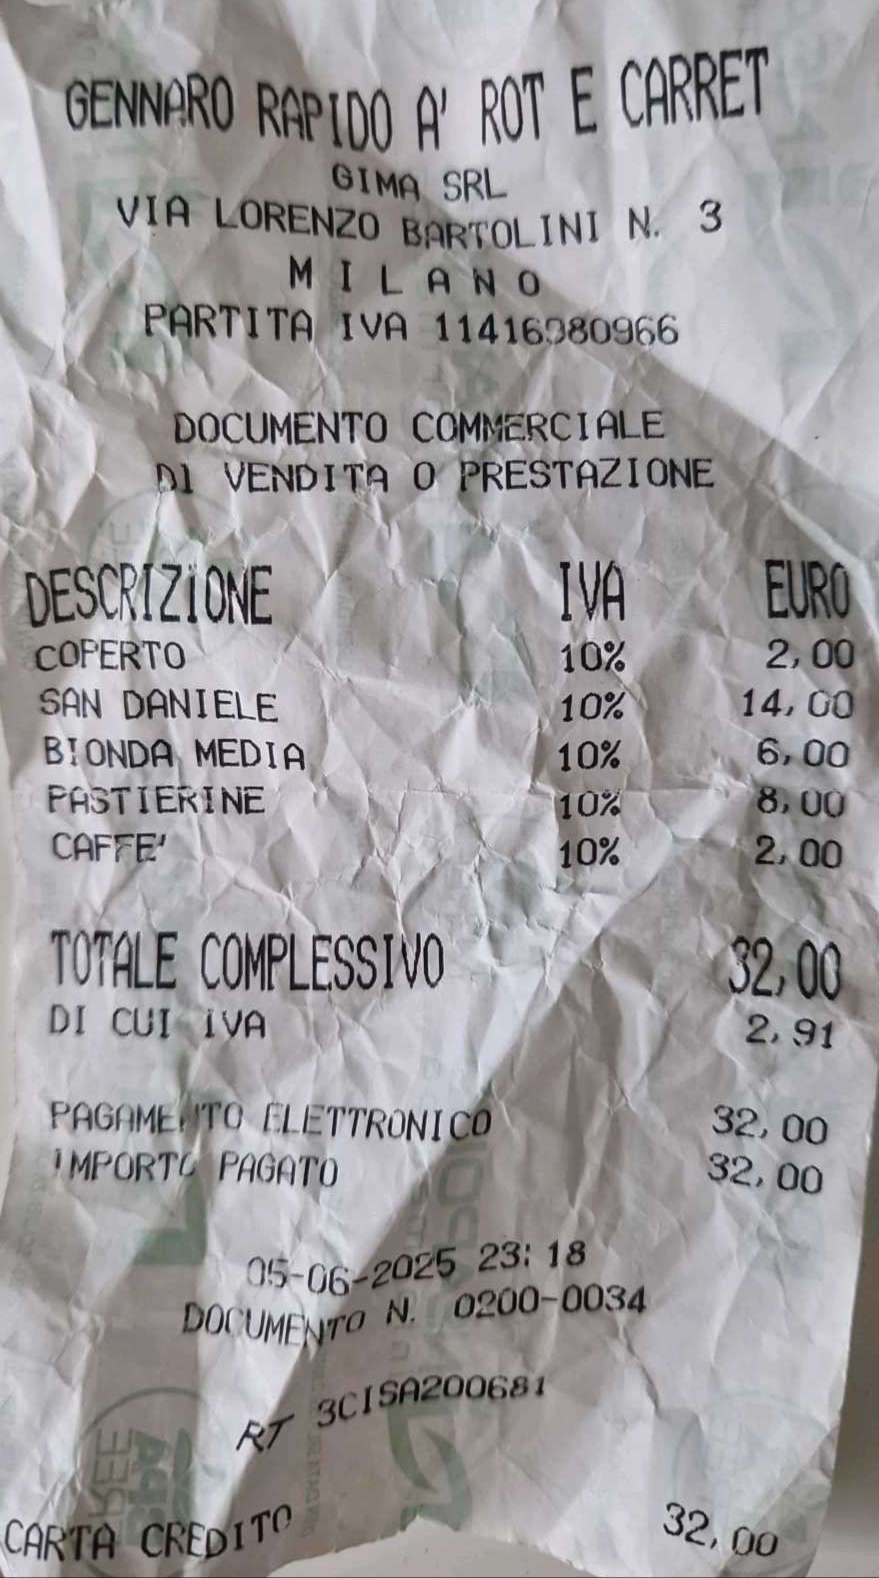 GENNARO RAPIDO A' ROT E CARRET
GIMA SRL
VIA LORENZO BARTOLINI N. 3
MILANO
PARTITA IVA 11416980966
DOCUMENTO COMMERCIALE
DI VENDITA O PRESTAZIONE
DESCRIZIONE IVA EURO
COPERTO 10% 2,00
SAN DANIELE 10% 14,00
BIONDA MEDIA 10% 6,00
PASTIERINE 10% 8,00
CAFFE' 10% 2,00
TOTALE COMPLESSIVO 32,00
DI CUI IVA 2,91
PAGAMENTO ELETTRONICO 32,00
IMPORTO PAGATO 32,00
05-06-2025 23:18
DOCUMENTO N. 0200-0034
RT 3CISA200681
CARTA CREDITO 32,00